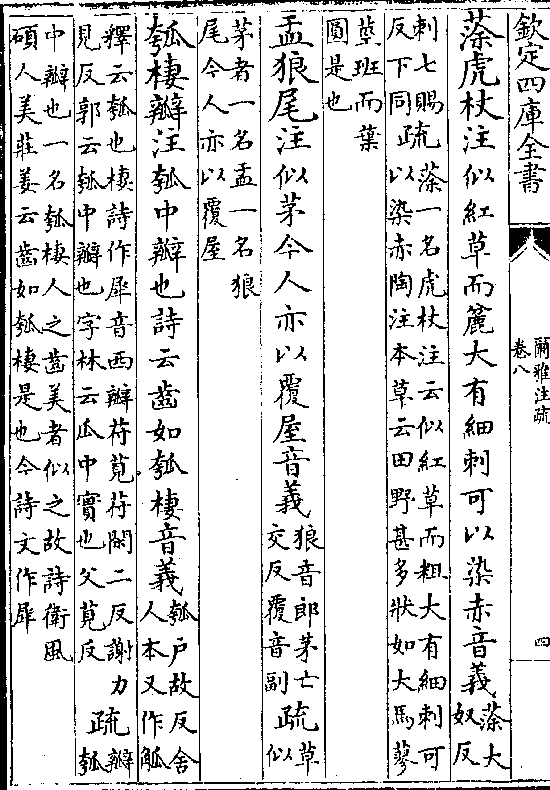 欽定四庫全書
爾雅注疏
卷八
四
蒤虎杖注似紅草而麄大有細刺可以染赤音義蒤大奴反
刺七賜反下同疏蒤一名虎杖注云似紅草而粗大有細刺可以染赤陶注本草云田野甚多狀如大馬蓼
莖班而葉圓是也
孟狼尾注似茅今人亦以覆屋音義狼音郎茅亡交反覆音副疏草似
茅者一名孟一名狼尾今人亦以覆屋
瓠棲瓣注瓠中瓣也詩云齒如瓠棲音義瓠戶故反舍人本又作觚
釋云瓠也棲詩作犀音西瓣苻莧苻閑二反謝力見反郭云瓠中瓣也字林云瓜中實也父莧反疏瓣瓠
中瓣也一名瓠棲人之齒美者似之故詩衛風碩人美莊姜云齒如瓠棲是也今詩文作犀